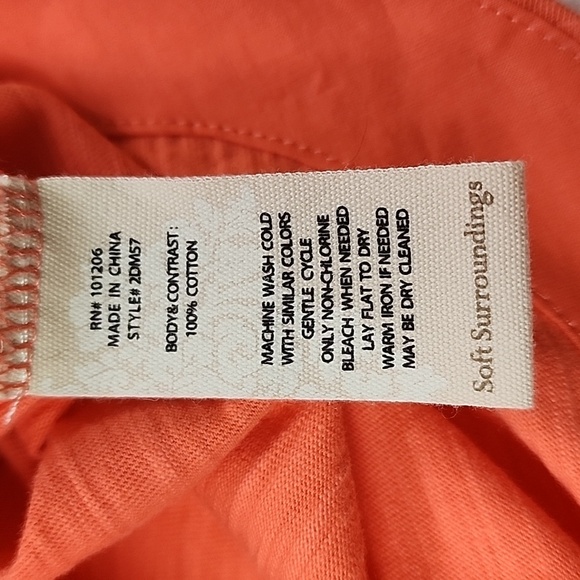 RN# 101206
MADE IN CHINA
STYLE# 2DM57
BODY& CONTRAST:
100% COTTON
MACHINE WASH COLD
WITH SIMILAR COLORS
GENTLE CYCLE
ONLY NON-CHLORINE
BLEACH WHEN NEEDED
LAY FLAT TO DRY
WARM IRON IF NEEDED
MAY BE DRY CLEANED
Soft Surroundings